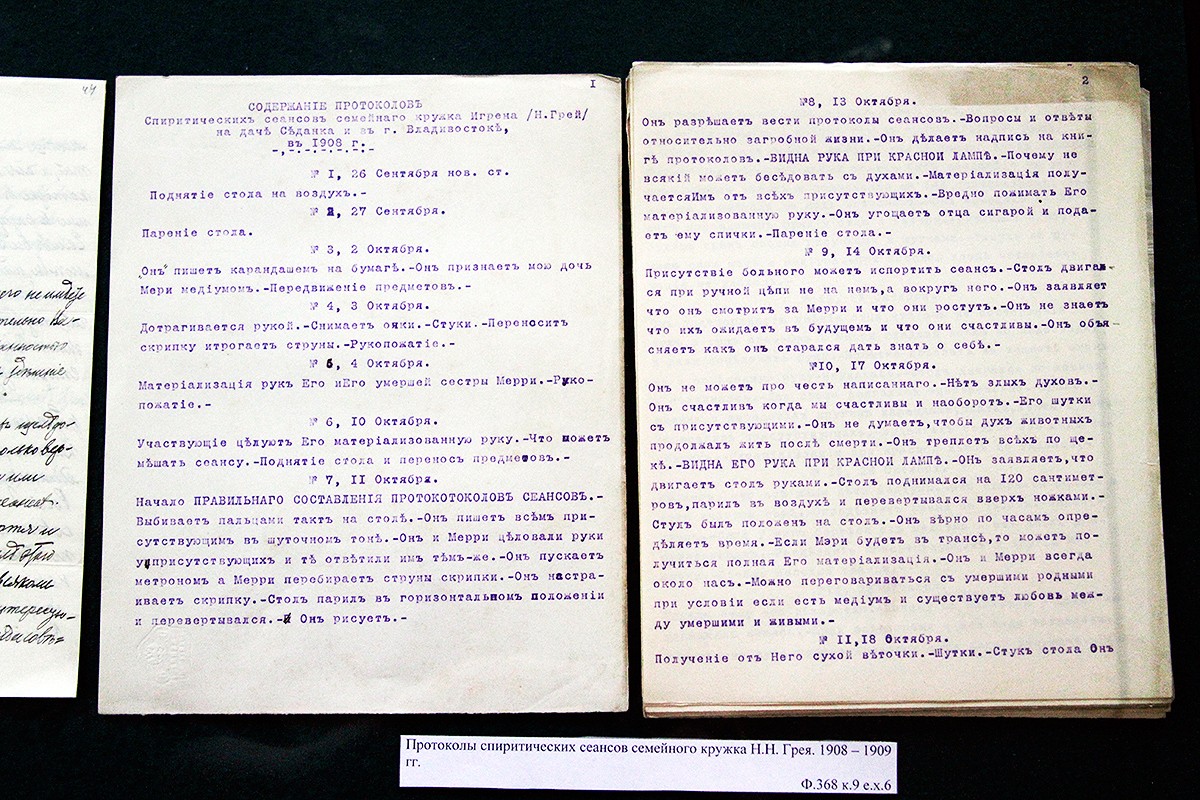 44
его не имѣе
тельно на-
уми или
I
СОДЕРЖАНІЕ ПРОТОКОЛОВЪ
Спиритическихъ сеансовъ семейнаго кружка Игрена /Н.Грей/
на дачѣ Сѣданка и въ г. Владивостокѣ,
въ 1908 г.
№ I, 26 Сентября нов. ст.
Поднятіе стола на воздухъ.-
№ 2, 27 Сентября.
Пареніе стола.
№ 3, 2 Октября.
„Онъ" пишетъ карандашемъ на бумагѣ.-Онъ признаетъ мою дочь
Мери медіумомъ.-Передвиженіе предметовъ.-
№ 4, 3 Октября.
Дотрагивается рукой.-Снимаетъ очки.-Стуки.-Переноситъ
скрипку итрогаетъ струны.-Рукопожатіе.-
№ 5, 4 Октября.
Матеріализація рукъ Его иЕго умершей сестры Мерри.-Руко-
пожатіе.-
№ 6, I0 Октября.
Участвующіе цѣлуютъ Его матеріализованную руку.-Что можетъ
мѣшать сеансу.-Поднятіе стола и переносъ предметовъ.-
№ 7, II Октября.
Начало ПРАВИЛЬНАГО СОСТАВЛЕНІЯ ПРОТОКОТОКОЛОВЪ СЕАНСОВЪ.-
Выбиваетъ пальцами тактъ на столѣ.-Онъ пишетъ всѣмъ при-
сутствующимъ въ шуточномъ тонѣ.-Онъ и Мерри цѣловали руки
у присутствующихъ и тѣ отвѣтили имъ тѣмъ-же.-Онъ пускаетъ
метрономъ а Мерри перебираетъ струны скрипки.-Онъ настра-
иваетъ скрипку.-Столъ парилъ въ горизонтальномъ положеніи
и перевертывался.- Онъ рисуетъ.-
2
№8, I3 Октября.
Онъ разрѣшаетъ вести протоколы сеансовъ.-Вопросы и отвѣты
относительно загробной жизни.-Онъ дѣлаетъ надпись на кни-
гѣ протоколовъ.-ВИДНА РУКА ПРИ КРАСНОЙ ЛАМПѢ.-Почему не
всякій можетъ бесѣдовать съ духами.-Матеріализація полу-
чаетсяИмъ отъ всѣхъ присутствующихъ.-Вредно пожимать Его
матеріализованную руку.-Онъ угощаетъ отца сигарой и пода-
етъ ему спички.-Пареніе стола.-
№ 9, I4 Октября.
Присутствіе больного можетъ испортить сеансъ.-Столъ двигал-
ся при ручной цѣпи не на немъ,а вокругъ него.-Онъ заявляетъ
что онъ смотритъ за Мерри и что они ростутъ.-Онъ не знаетъ
что ихъ ожидаетъ въ будущемъ и что они счастливы.-Онъ объя-
сняетъ какъ онъ старался дать знать о себѣ.-
№I0, I7 Октября.
Онъ не можетъ про честь написаннаго.-Нѣтъ злыхъ духовъ.-
Онъ счастливъ когда мы счастливы и наоборотъ.-Его шутки
съ присутствующими.-Онъ не думаетъ,чтобы духъ животныхъ
продолжалъ жить послѣ смерти.-Онъ треплетъ всѣхъ по ще-
кѣ.-ВИДНА ЕГО РУКА ПРИ КРАСНОЙ ЛАМПѢ.-ОНъ заявляетъ,что
двигаетъ столъ руками.-Столъ поднимался на I20 сантимет-
ровъ,парилъ въ воздухѣ и перевертывался вверхъ ножками.-
Стулъ былъ положенъ на столъ.-Онъ вѣрно по часамъ опре-
дѣляетъ время.-Если Мэри будетъ въ трансѣ,то можетъ по-
лучиться полная Его матеріализація.-Онъ и Мерри всегда
около насъ.-Можно переговариваться съ умершими родными
при условіи если есть медіумъ и существуетъ любовь меж-
ду умершими и живыми.-
№ II,I8 Октября.
Полученіе отъ Него сухой вѣточки.-Шутки.-Стукъ стола Онъ
Протоколы спиритических сеансов семейного кружка Н.Н. Грея. 1908 – 1909
гг.
Ф.368 к.9 е.х.6